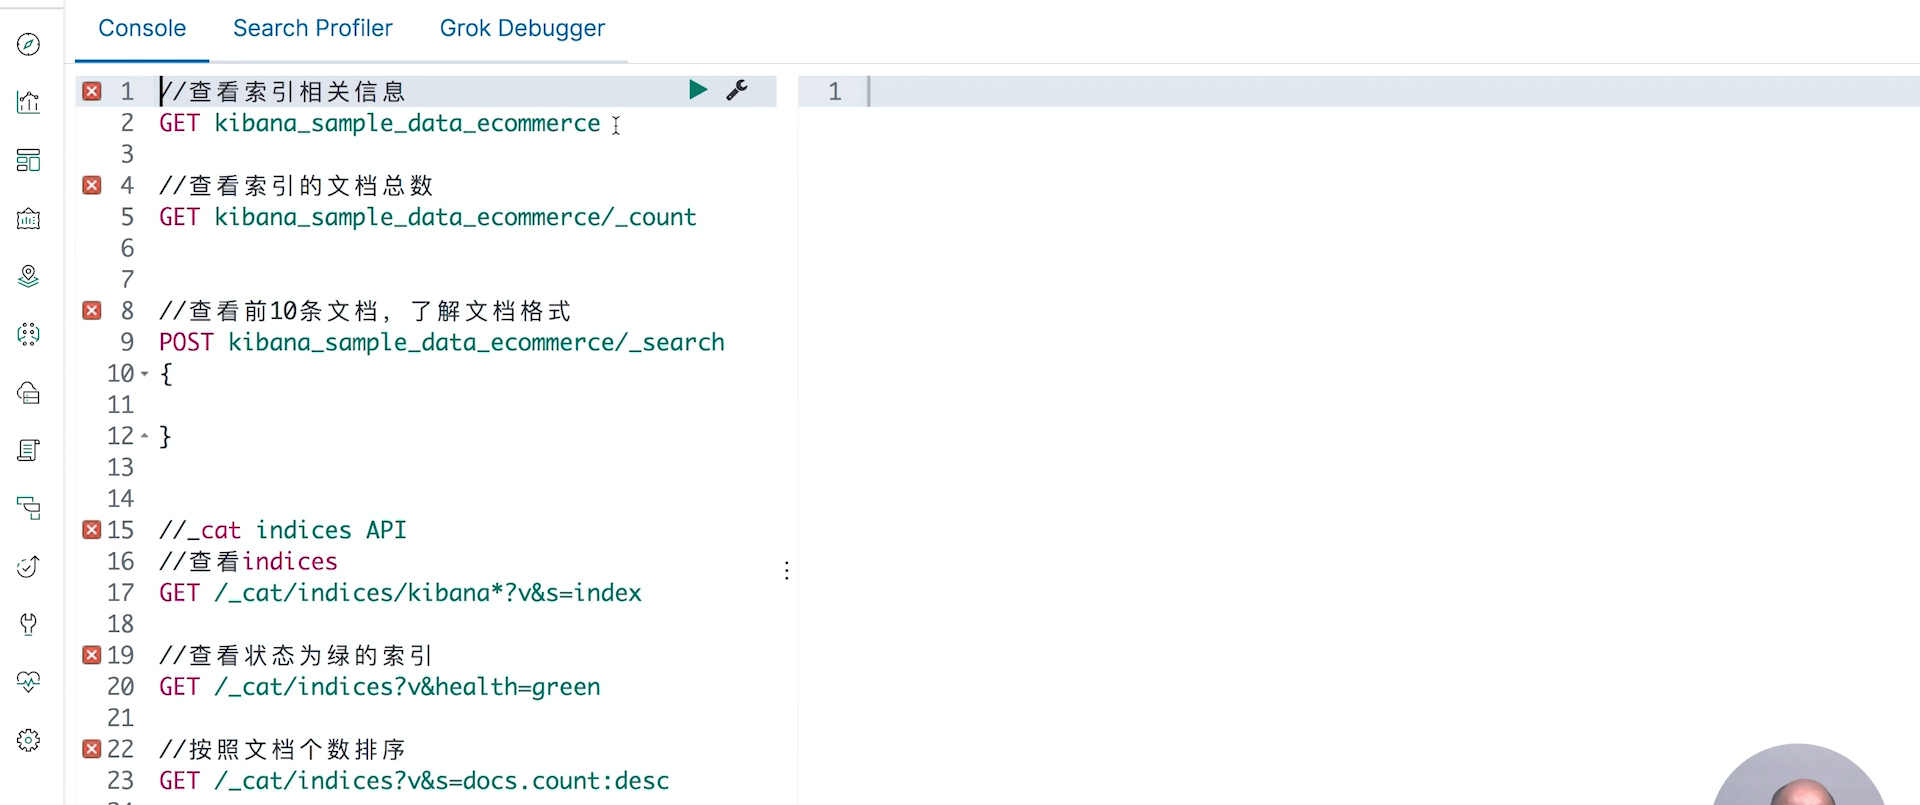 Console Search Profiler Grok Debugger
1 //查看索引相关信息
2 GET kibana_sample_data_ecommerce
3
4 //查看索引的文档总数
5 GET kibana_sample_data_ecommerce/_count
6
7
8 //查看前10条文档，了解文档格式
9 POST kibana_sample_data_ecommerce/_search
10 {
11
12 }
13
14
15 //_cat indices API
16 //查看indices
17 GET /_cat/indices/kibana*?v&s=index
18
19 //查看状态为绿的索引
20 GET /_cat/indices?v&health=green
21
22 //按照文档个数排序
23 GET /_cat/indices?v&s=docs.count:desc
1